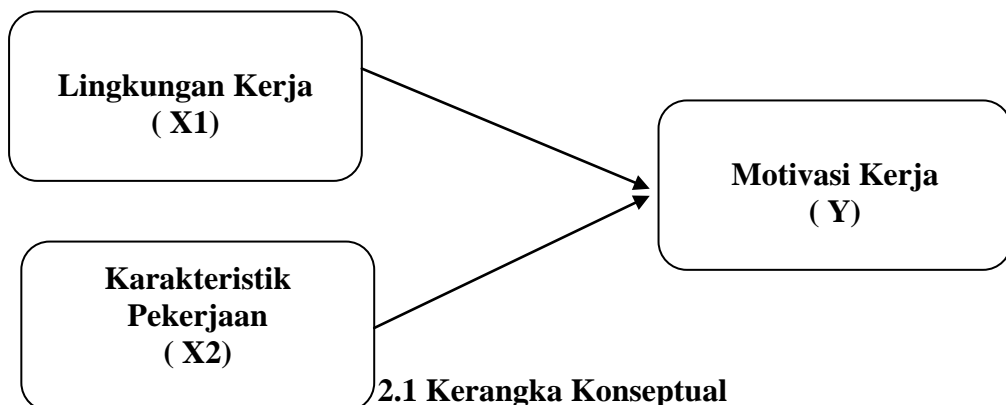 Lingkungan Kerja
( X1)
Motivasi Kerja
( Y)
Karakteristik
Pekerjaan
( X2)
2.1 Kerangka Konseptual